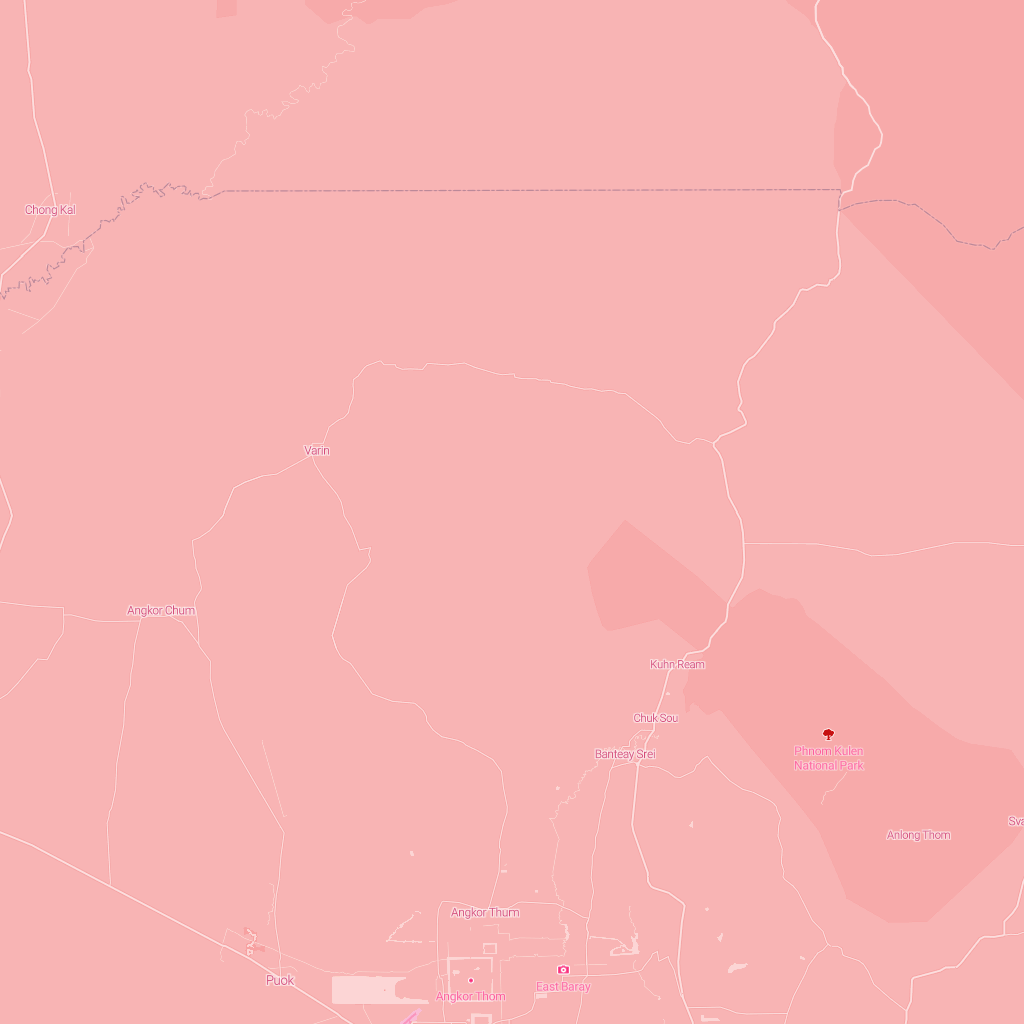 Chong Kal
Varin
Angkor Chum
Kuhn Ream
Chuk Sou
Banteay Srei
Phnom Kulen
National Park
Sva
Anlong Thom
Angkor Thum
Puok
East Baray
Angkor Thom